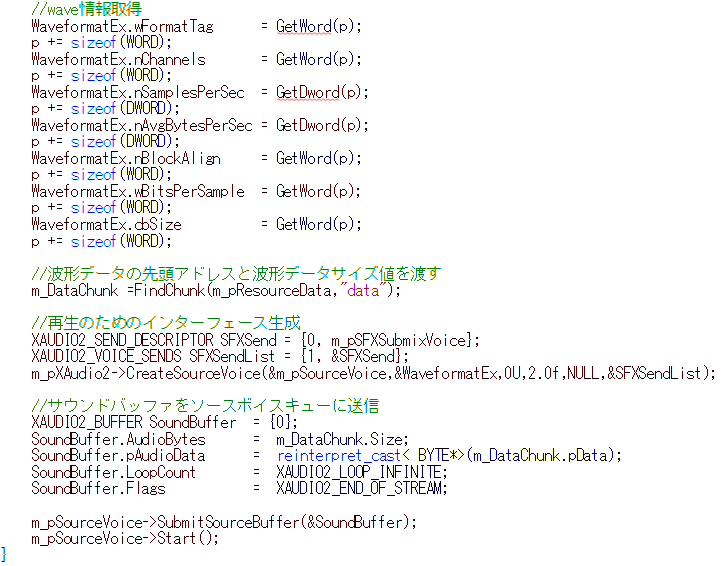 //wave情報取得
WaveformatEx.wFormatTag      = GetWord(p);
p += sizeof(WORD);
WaveformatEx.nChannels       = GetWord(p);
p += sizeof(WORD);
WaveformatEx.nSamplesPerSec  = GetDword(p);
p += sizeof(DWORD);
WaveformatEx.nAvgBytesPerSec = GetDword(p);
p += sizeof(DWORD);
WaveformatEx.nBlockAlign     = GetWord(p);
p += sizeof(WORD);
WaveformatEx.wBitsPerSample  = GetWord(p);
p += sizeof(WORD);
WaveformatEx.cbSize          = GetWord(p);
p += sizeof(WORD);
//波形データの先頭アドレスと波形データサイズ値を渡す
m_DataChunk =FindChunk(m_pResourceData,"data");
//再生のためのインターフェース生成
XAUDIO2_SEND_DESCRIPTOR SFXSend = {0, m_pSFXSubmixVoice};
XAUDIO2_VOICE_SENDS SFXSendList = {1, &SFXSend};
m_pXAudio2->CreateSourceVoice(&m_pSourceVoice,&WaveformatEx,0U,2.0f,NULL,&SFXSendList);
//サウンドバッファをソースボイスキューに送信
XAUDIO2_BUFFER SoundBuffer  = {0};
SoundBuffer.AudioBytes      =  m_DataChunk.Size;
SoundBuffer.pAudioData      =  reinterpret_cast< BYTE*>(m_DataChunk.pData);
SoundBuffer.LoopCount       =  XAUDIO2_LOOP_INFINITE;
SoundBuffer.Flags           =  XAUDIO2_END_OF_STREAM;
m_pSourceVoice->SubmitSourceBuffer(&SoundBuffer);
m_pSourceVoice->Start();
}